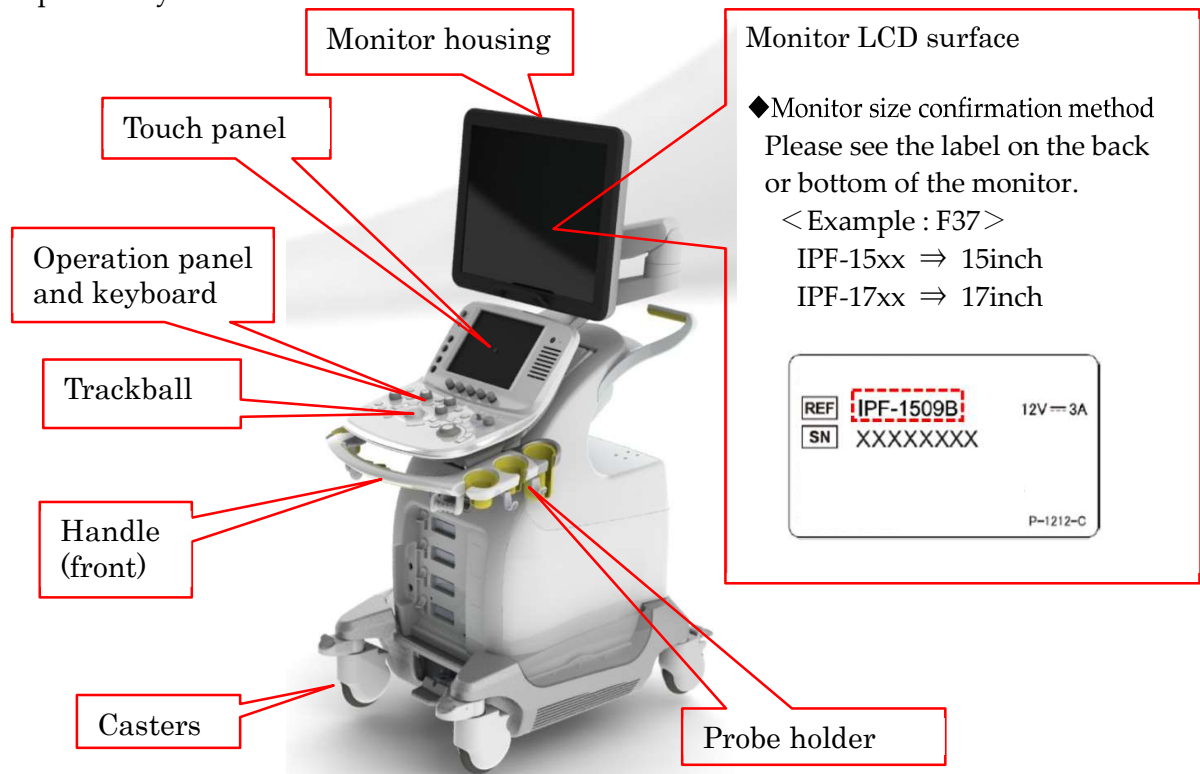 Monitor housing
Touch panel
Operation panel
and keyboard
Trackball
Handle
(front)
Casters
Probe holder
Monitor LCD surface
◆Monitor size confirmation method
Please see the label on the back
or bottom of the monitor.
＜Example : F37＞
IPF-15xx ⇒ 15inch
IPF-17xx ⇒ 17inch
REF IPF-1509B 12V⎓3A
SN XXXXXXXX
P-1212-C